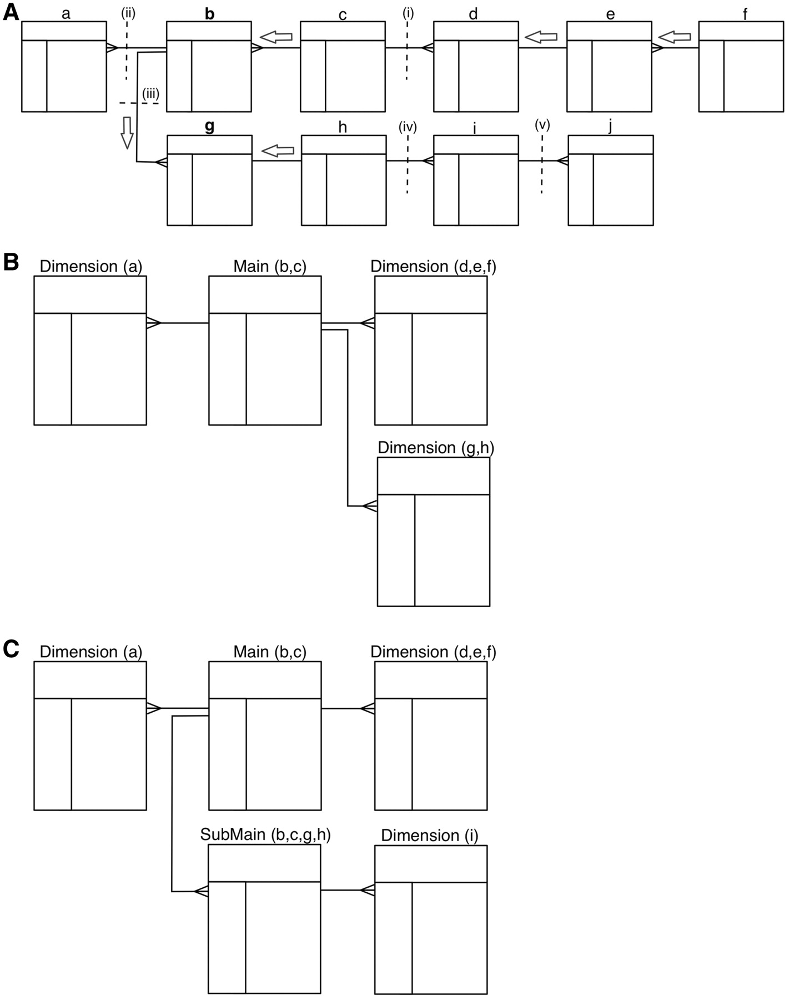 A
a (ii) b c (i) d e f
(iii)
g h (iv) i (v) j
B
Dimension (a) Main (b,c) Dimension (d,e,f)
Dimension (g,h)
C
Dimension (a) Main (b,c) Dimension (d,e,f)
SubMain (b,c,g,h) Dimension (i)